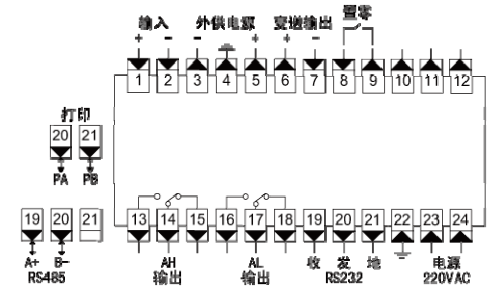 置零
输入 外供电源 变送输出
+ - - + + -
1 2 3 4 5 6 7 8 9 10 11 12
打印
20 21
PA PB
19 20 21 13 14 15 16 17 18 19 20 21 22 23 24
A+ B- AH AL 收 发 地 电源
RS485 输出 输出 RS232 220VAC